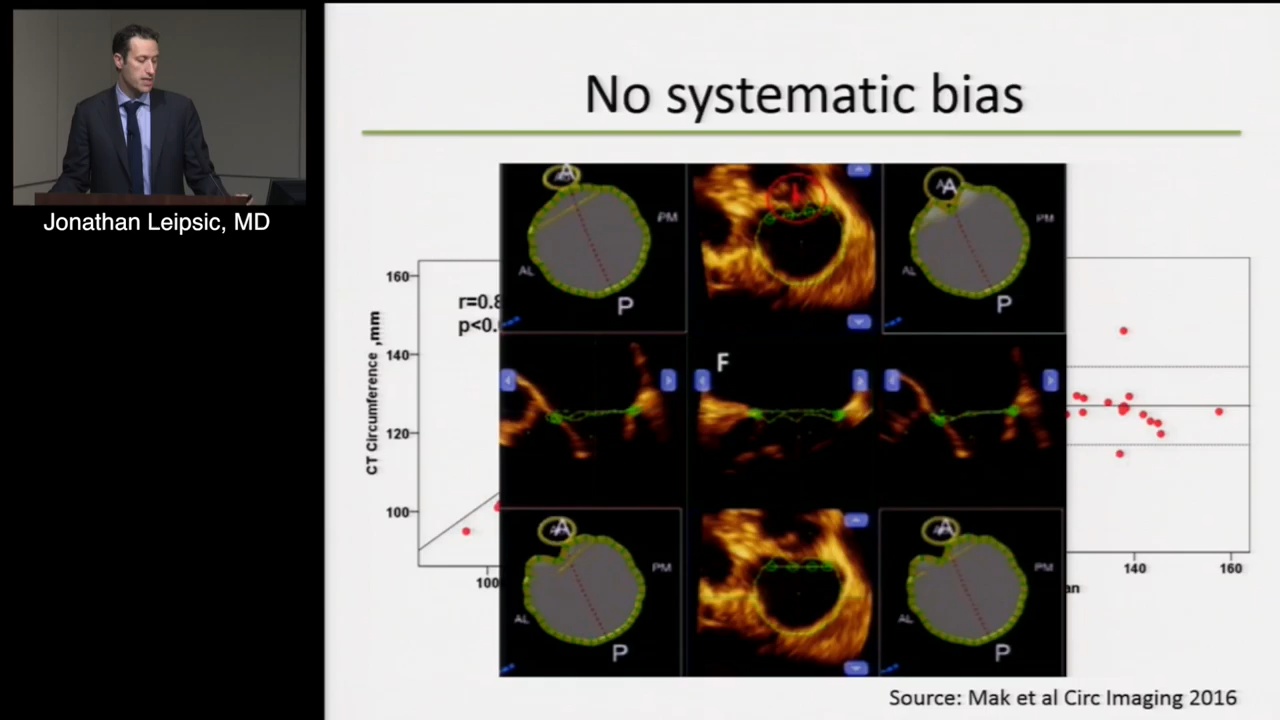 Jonathan Leipsic, MD
No systematic bias
A
PM
AL
P
A
PM
AL
P
F
A
PM
AL
P
A
PM
AL
P
160
140
120
100
CT Circumference ,mm
r=0.8
p<0.
100
140
160
an
Source: Mak et al Circ Imaging 2016